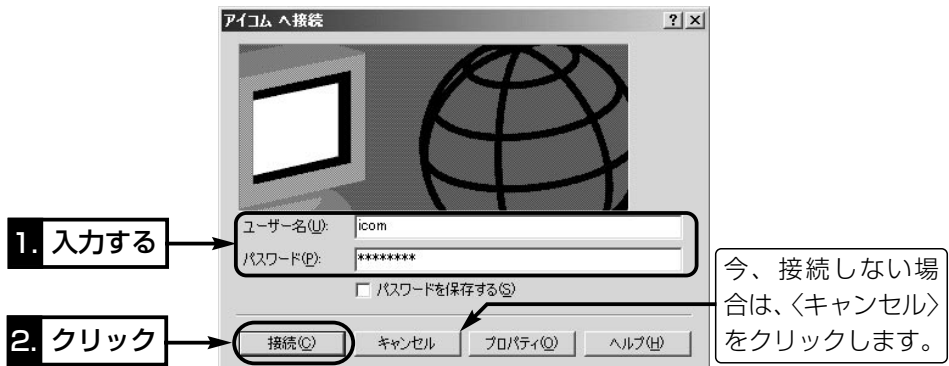 アイコム へ接続
ユーザー名(U):
icom
パスワード(P):
********
パスワードを保存する(S)
接続(C)
キャンセル
プロパティ(O)
ヘルプ(H)
1. 入力する
2. クリック
今、接続しない場
合は、〈キャンセル〉
をクリックします。